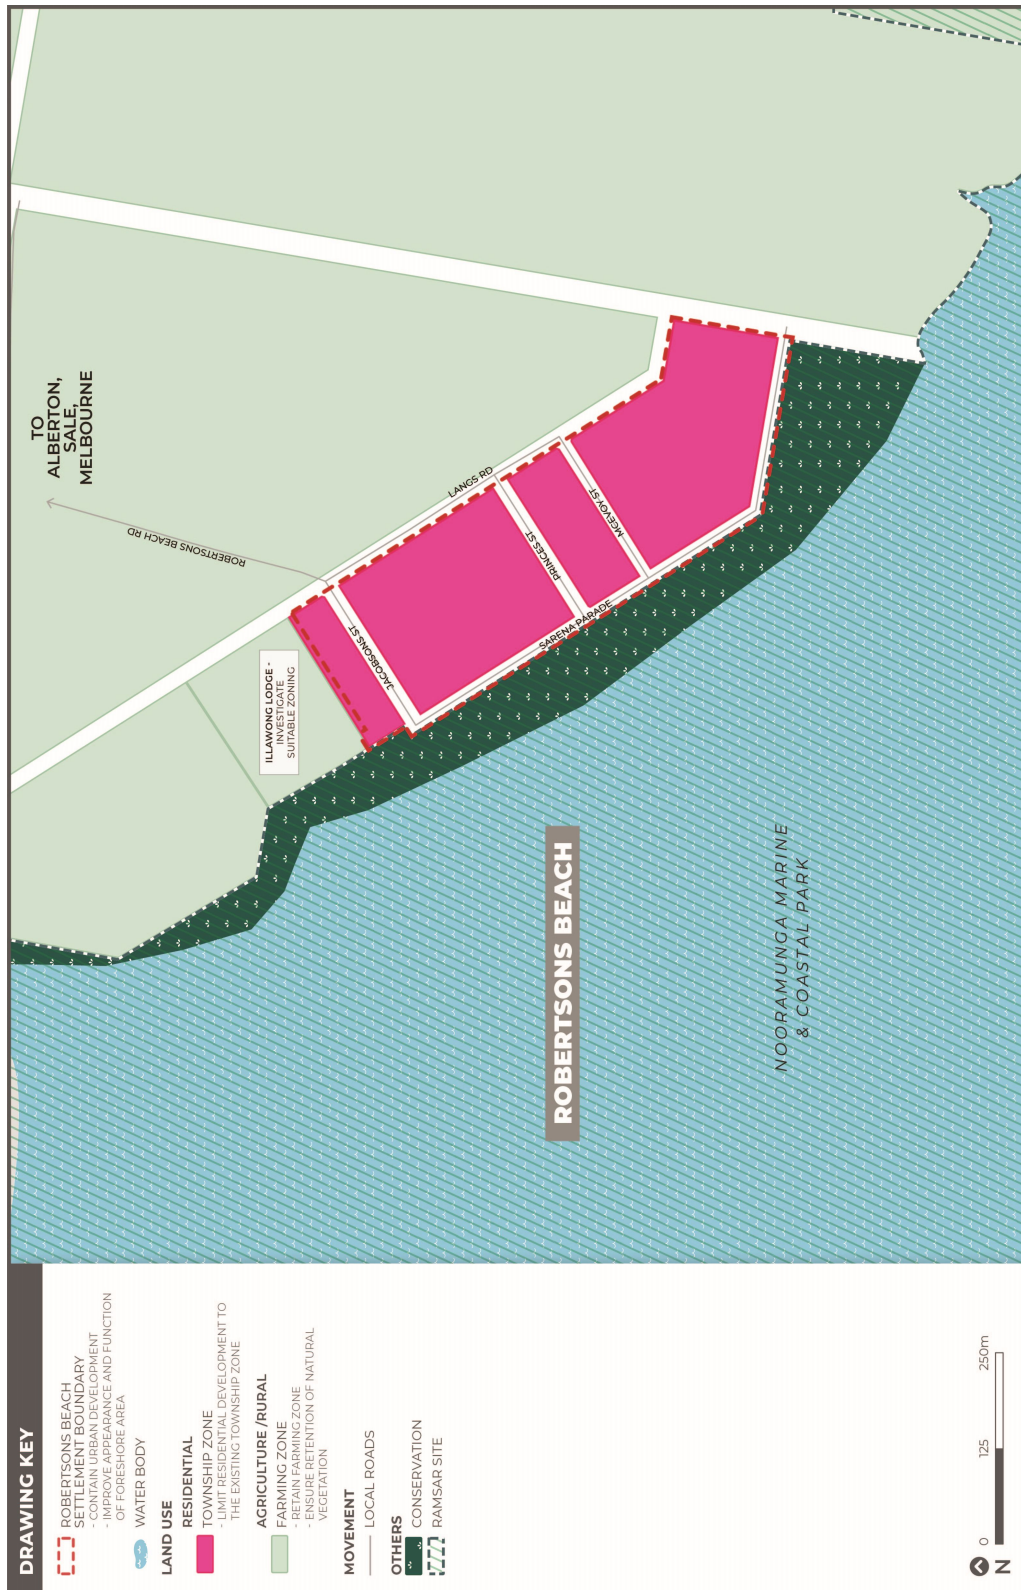 DRAWING KEY
ROBERTSONS BEACH
SETTLEMENT BOUNDARY
- CONTAIN URBAN DEVELOPMENT
- IMPROVE APPEARANCE AND FUNCTION
OF FORESHORE AREA
WATER BODY
LAND USE
RESIDENTIAL
TOWNSHIP ZONE
- LIMIT RESIDENTIAL DEVELOPMENT TO
THE EXISTING TOWNSHIP ZONE
AGRICULTURE /RURAL
FARMING ZONE
- RETAIN FARMING ZONE
- ENSURE RETENTION OF NATURAL
VEGETATION
MOVEMENT
LOCAL ROADS
OTHERS
CONSERVATION
RAMSAR SITE
N
0 125 250m
TO
ALBERTON,
SALE,
MELBOURNE
ROBERTSONS BEACH RD
LANGS RD
ILLAWONG LODGE -
INVESTIGATE
SUITABLE ZONING
JACOBSONS ST
PRINCES ST
MCEVOY ST
SARENA PARADE
ROBERTSONS BEACH
NOORAMUNGA MARINE
& COASTAL PARK